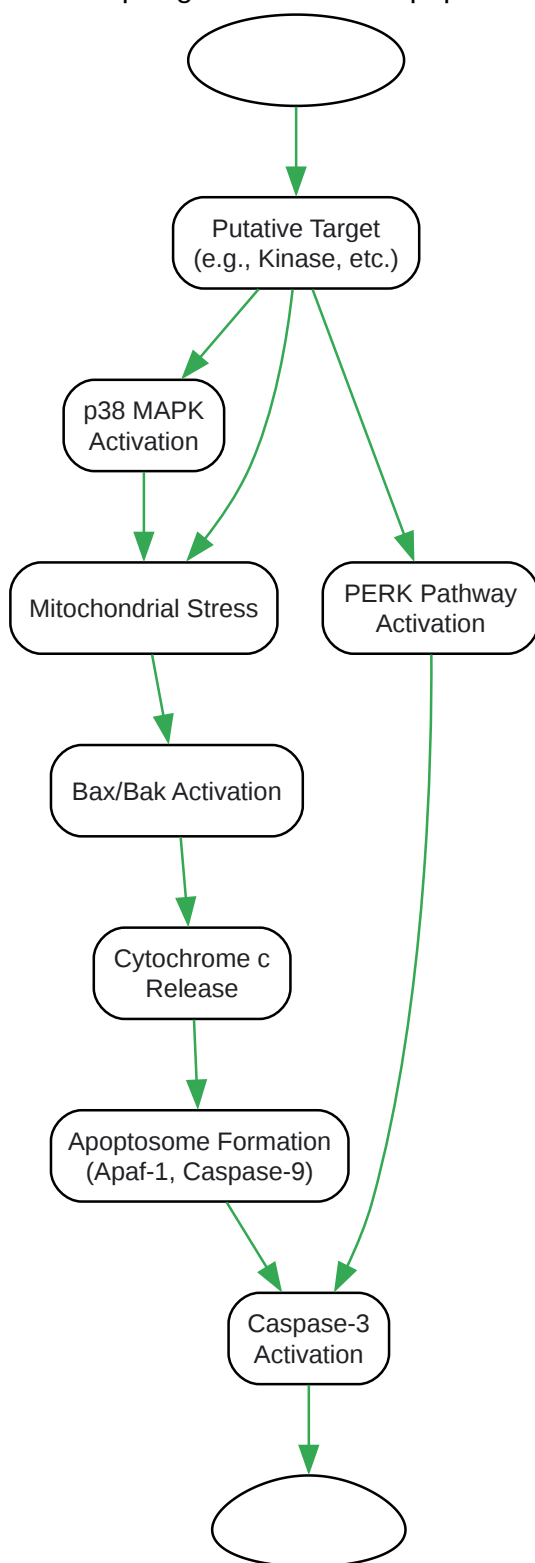 Putative Target
(e.g., Kinase, etc.)
p38 MAPK
Activation
Mitochondrial Stress
PERK Pathway
Activation
Bax/Bak Activation
Cytochrome c
Release
Apoptosome Formation
(Apaf-1, Caspase-9)
Caspase-3
Activation